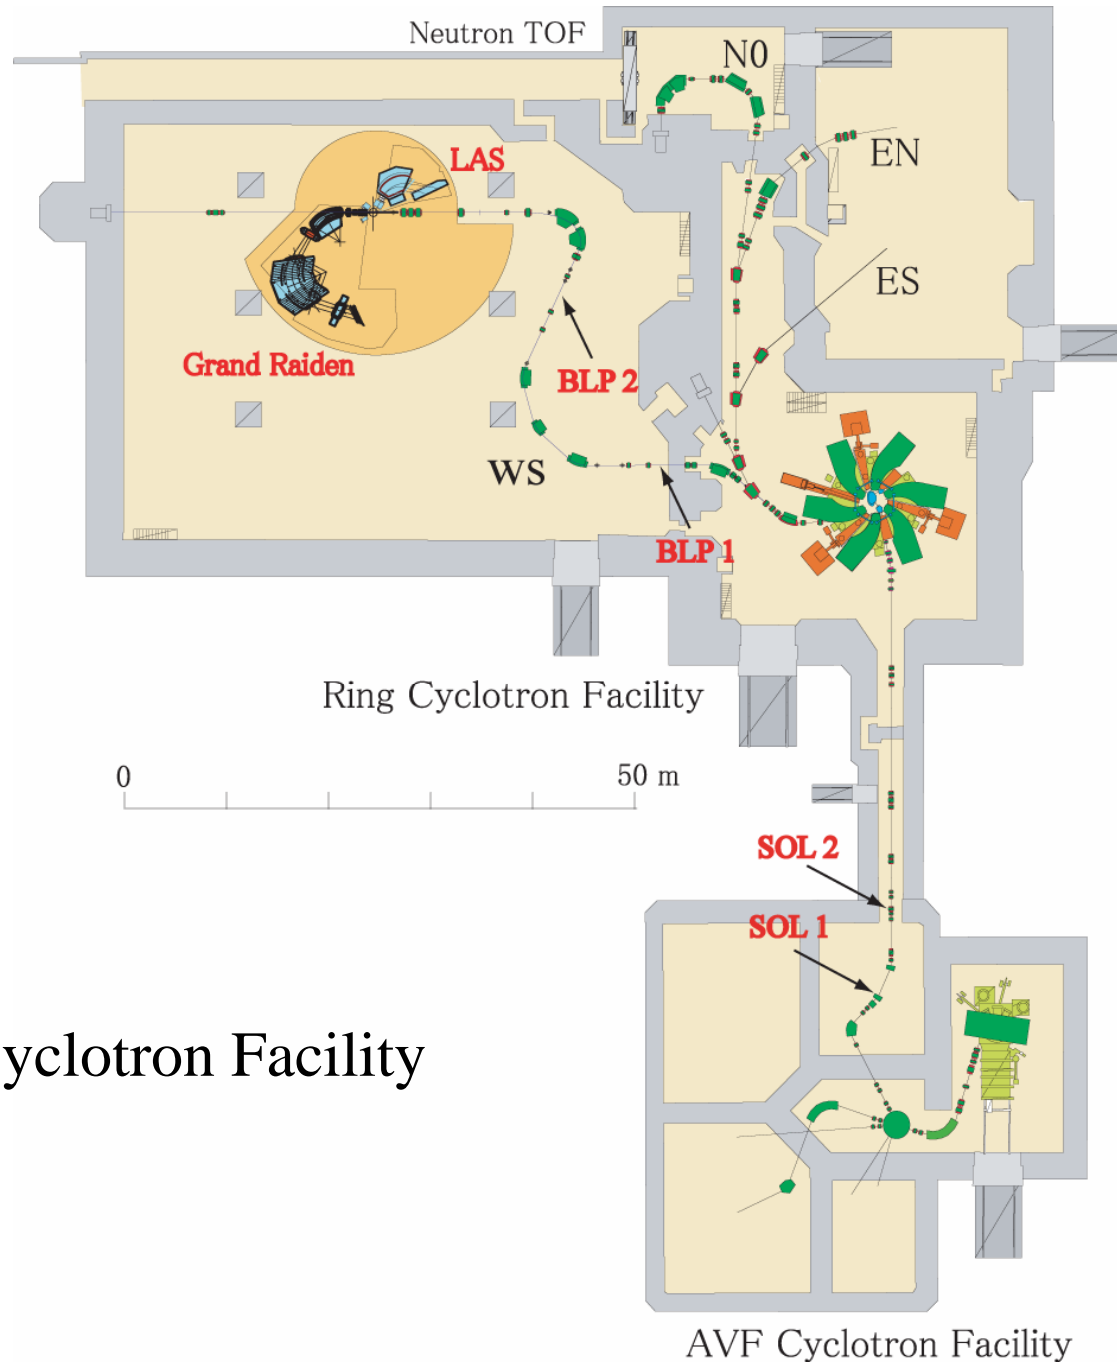 Neutron TOF
N0
EN
LAS
ES
Grand Raiden
BLP 2
WS
BLP 1
Ring Cyclotron Facility
0
50 m
SOL 2
SOL 1
yclotron Facility
AVF Cyclotron Facility